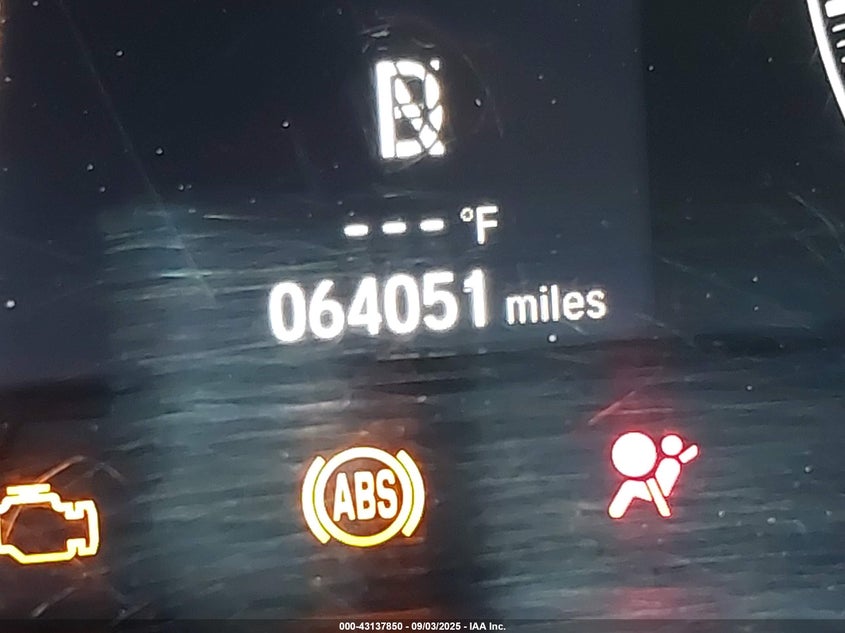 --- °F
064051 miles
ABS
000-43137850 - 09/03/2025 - IAA Inc.